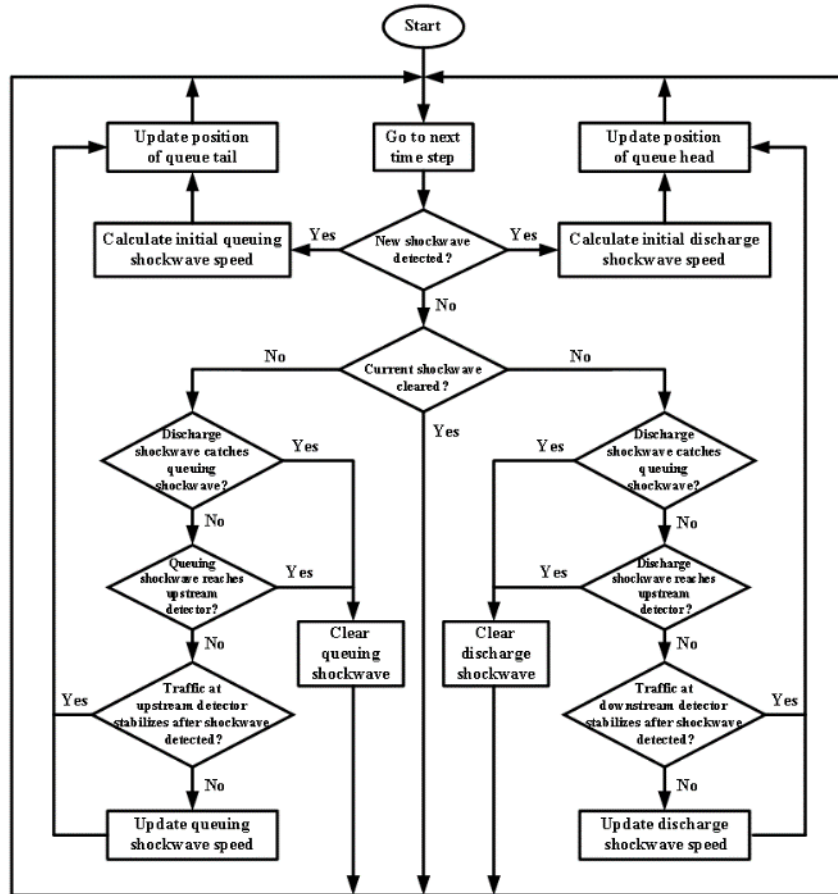 Start
Update position
of queue tail
Go to next
time step
Update position
of queue head
Calculate initial queuing
shockwave speed
Yes
New shockwave
detected?
Yes
Calculate initial discharge
shockwave speed
No
No
Current shockwave
cleared?
No
Discharge
shockwave catches
queuing
shockwave?
Yes
Yes
Yes
Discharge
shockwave catches
queuing
shockwave?
No
No
Queuing
shockwave reaches
upstream
detector?
Yes
Yes
Discharge
shockwave reaches
upstream
detector?
No
No
Clear
queuing
shockwave
Clear
discharge
shockwave
Yes
Traffic at
upstream detector
stabilizes after shockwave
detected?
Traffic at
downstream detector
stabilizes after shockwave
detected?
Yes
No
No
Update queuing
shockwave speed
Update discharge
shockwave speed